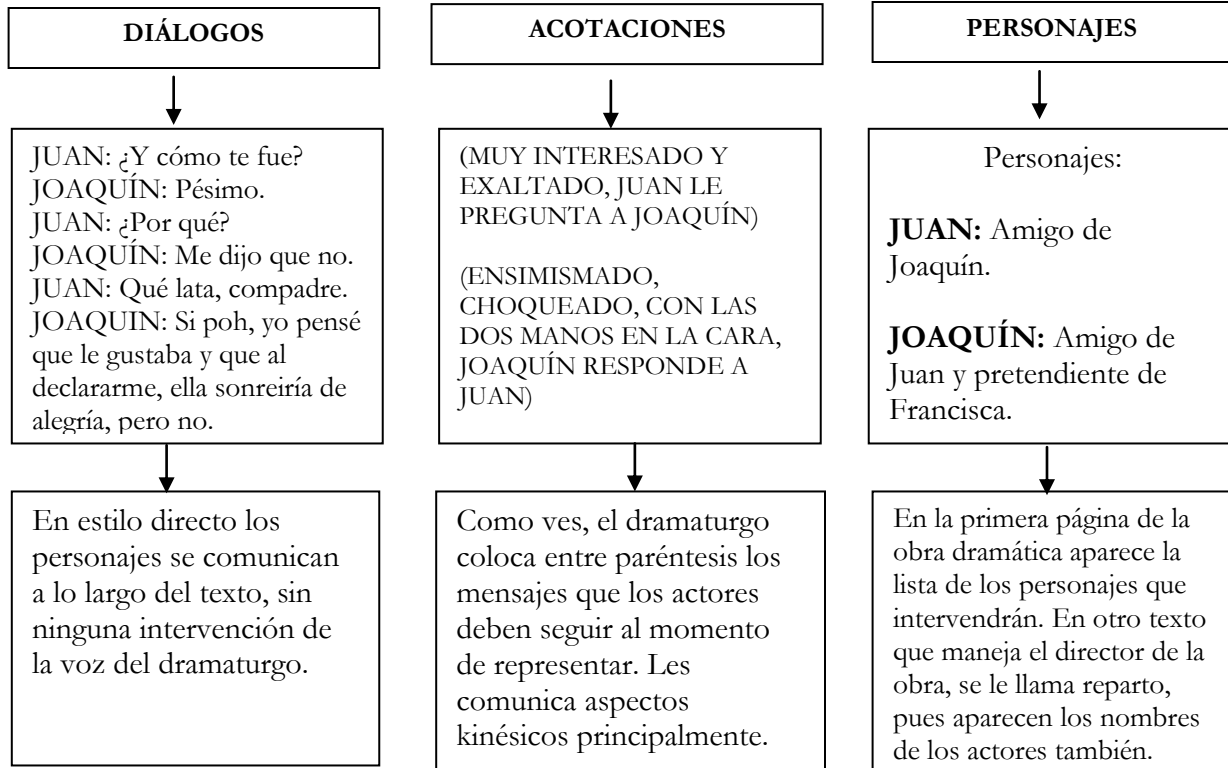 DIÁLOGOS
JUAN: ¿Y cómo te fue?
JOAQUÍN: Pésimo.
JUAN: ¿Por qué?
JOAQUÍN: Me dijo que no.
JUAN: Qué lata, compadre.
JOAQUIN: Si poh, yo pensé
que le gustaba y que al
declararme, ella sonreiría de
alegría, pero no.
En estilo directo los
personajes se comunican
a lo largo del texto, sin
ninguna intervención de
la voz del dramaturgo.
ACOTACIONES
(MUY INTERESADO Y
EXALTADO, JUAN LE
PREGUNTA A JOAQUÍN)
(ENSIMISMADO,
CHOQUEADO, CON LAS
DOS MANOS EN LA CARA,
JOAQUÍN RESPONDE A
JUAN)
Como ves, el dramaturgo
coloca entre paréntesis los
mensajes que los actores
deben seguir al momento
de representar. Les
comunica aspectos
kinésicos principalmente.
PERSONAJES
Personajes:
JUAN: Amigo de
Joaquín.
JOAQUÍN: Amigo de
Juan y pretendiente de
Francisca.
En la primera página de la
obra dramática aparece la
lista de los personajes que
intervendrán. En otro texto
que maneja el director de la
obra, se le llama reparto,
pues aparecen los nombres
de los actores también.